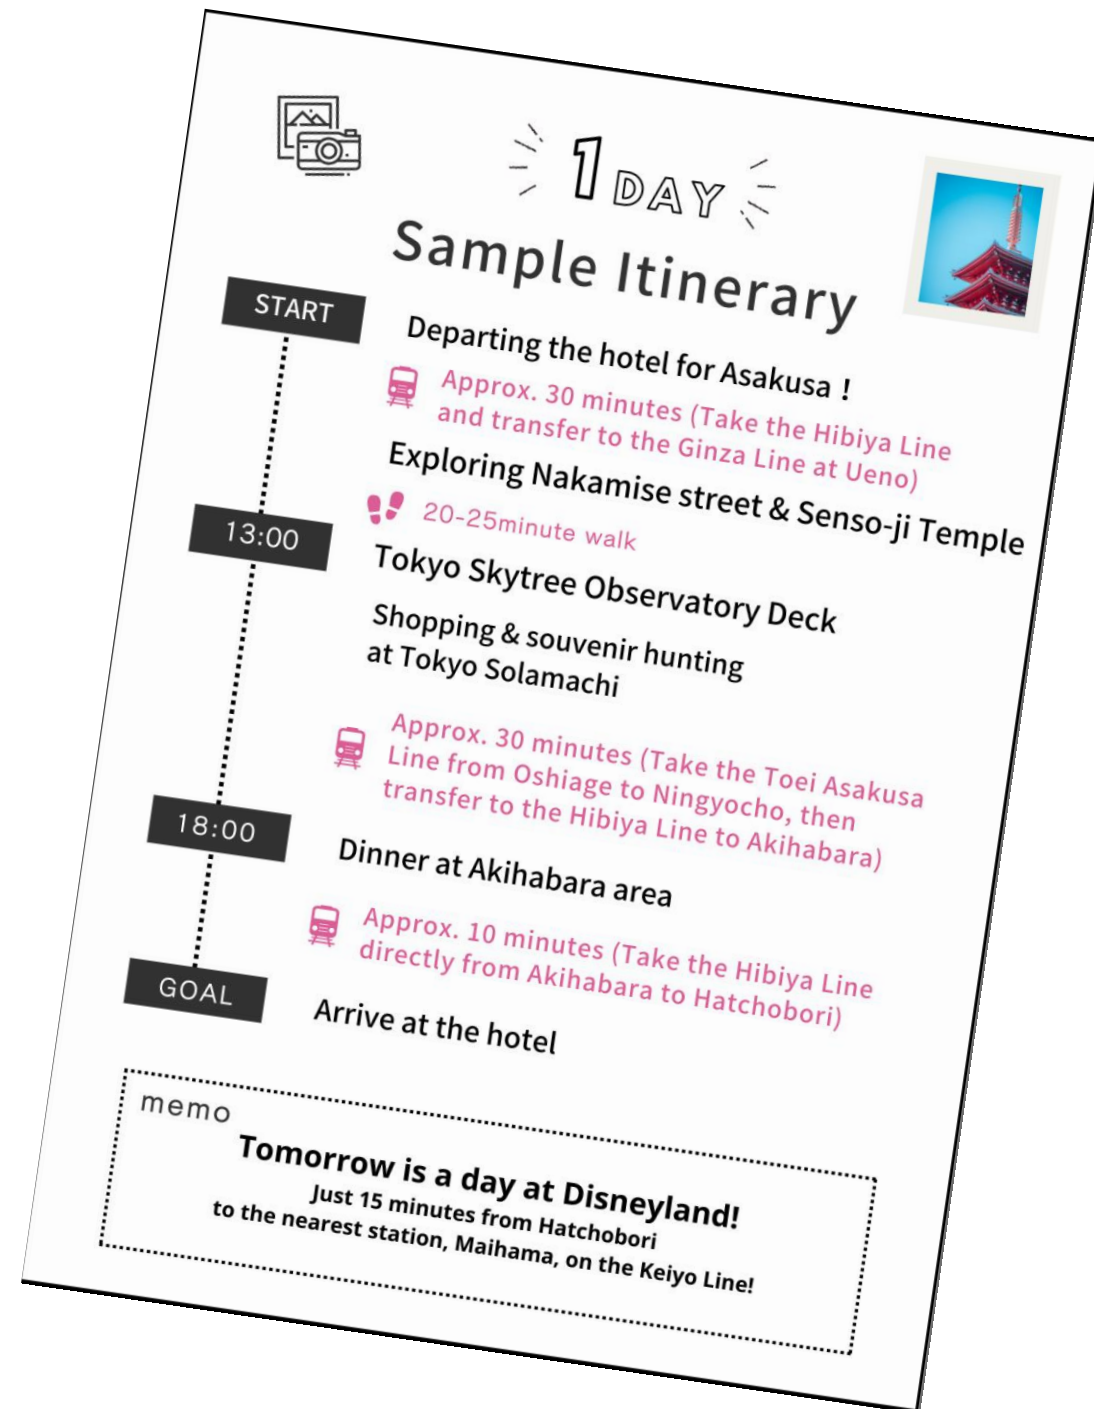 1 DAY
Sample Itinerary
START
Departing the hotel for Asakusa !
Approx. 30 minutes (Take the Hibiya Line
and transfer to the Ginza Line at Ueno)
Exploring Nakamise street & Senso-ji Temple
20-25minute walk
13:00
Tokyo Skytree Observatory Deck
Shopping & souvenir hunting
at Tokyo Solamachi
Approx. 30 minutes (Take the Toei Asakusa
Line from Oshiage to Ningyocho, then
transfer to the Hibiya Line to Akihabara)
18:00
Dinner at Akihabara area
Approx. 10 minutes (Take the Hibiya Line
directly from Akihabara to Hatchobori)
GOAL
Arrive at the hotel
memo
Tomorrow is a day at Disneyland!
Just 15 minutes from Hatchobori
to the nearest station, Maihama, on the Keiyo Line!